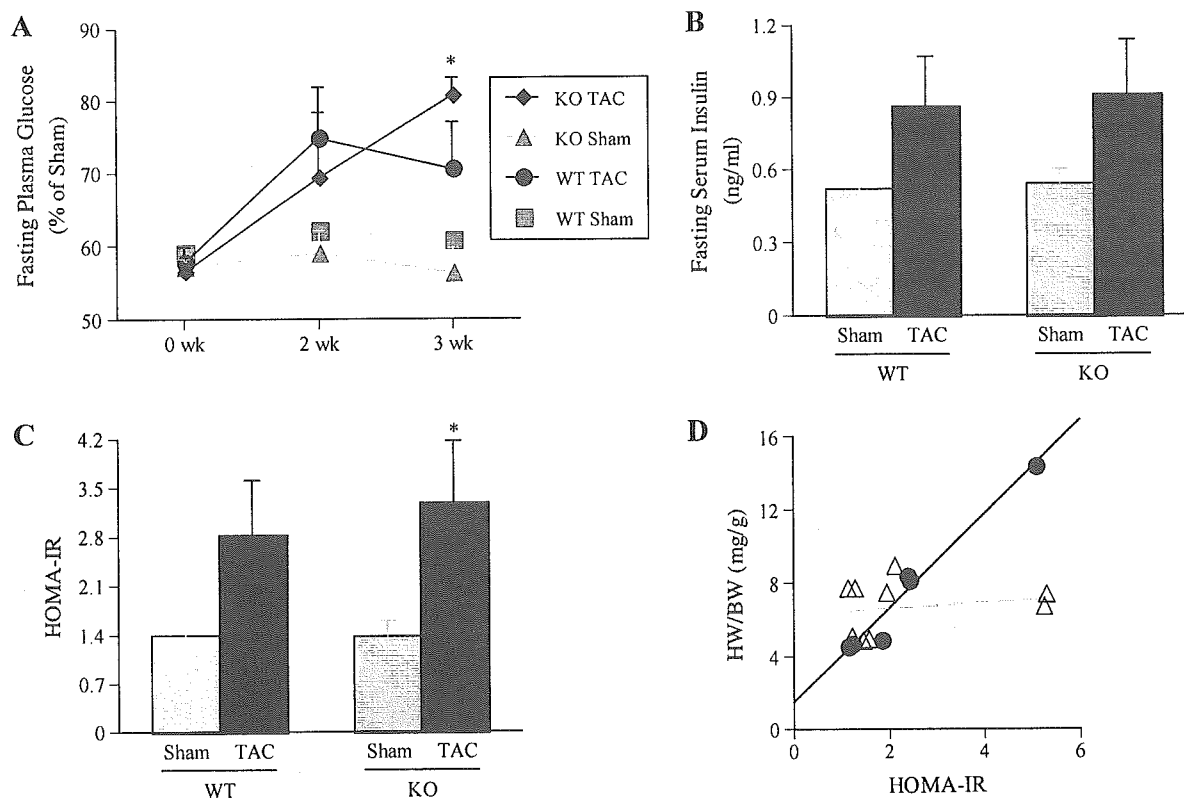 A
Fasting Plasma Glucose
(% of Sham)
90
80
70
60
50
*
0 wk
2 wk
3 wk
KO TAC
KO Sham
WT TAC
WT Sham
B
Fasting Serum Insulin
(ng/ml)
1.2
0.9
0.6
0.3
0
Sham TAC Sham TAC
WT KO
C
HOMA-IR
4.2
3.5
2.8
2.1
1.4
0.7
0
*
Sham TAC Sham TAC
WT KO
D
HW/BW (mg/g)
16
12
8
4
0
0 2 4 6
HOMA-IR